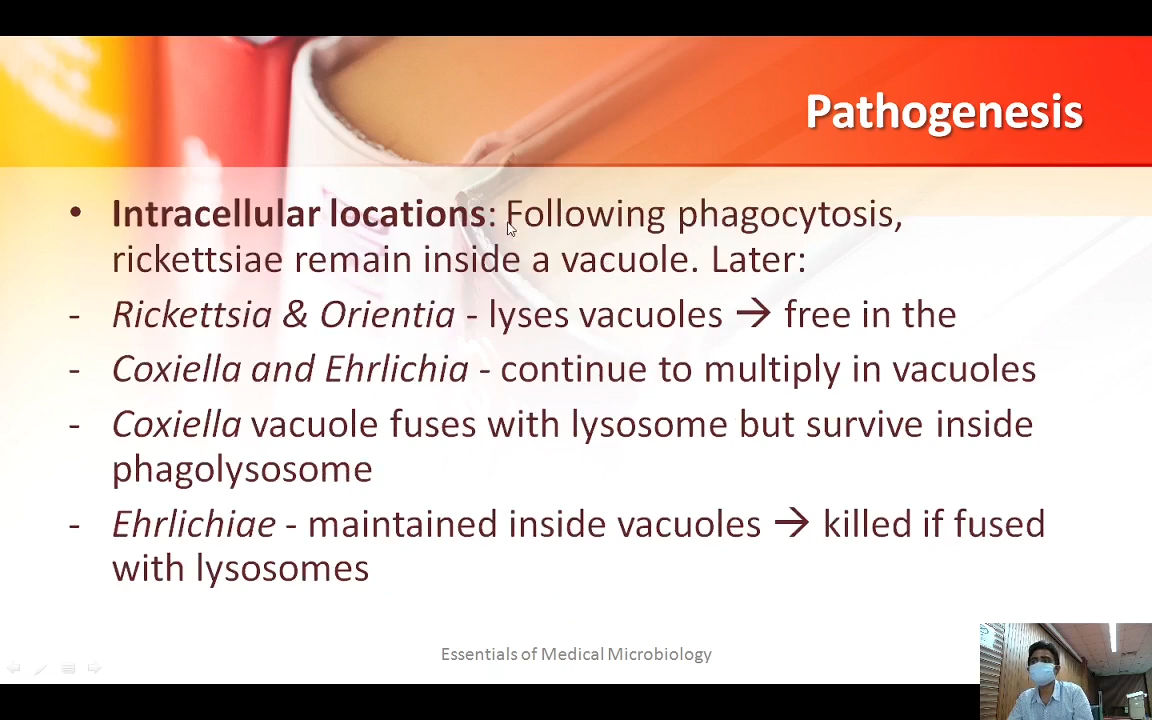 Pathogenesis
• Intracellular locations: Following phagocytosis,
rickettsiae remain inside a vacuole. Later:
- Rickettsia & Orientia - lyses vacuoles → free in the
- Coxiella and Ehrlichia - continue to multiply in vacuoles
- Coxiella vacuole fuses with lysosome but survive inside
phagolysosome
- Ehrlichiae - maintained inside vacuoles → killed if fused
with lysosomes
Essentials of Medical Microbiology